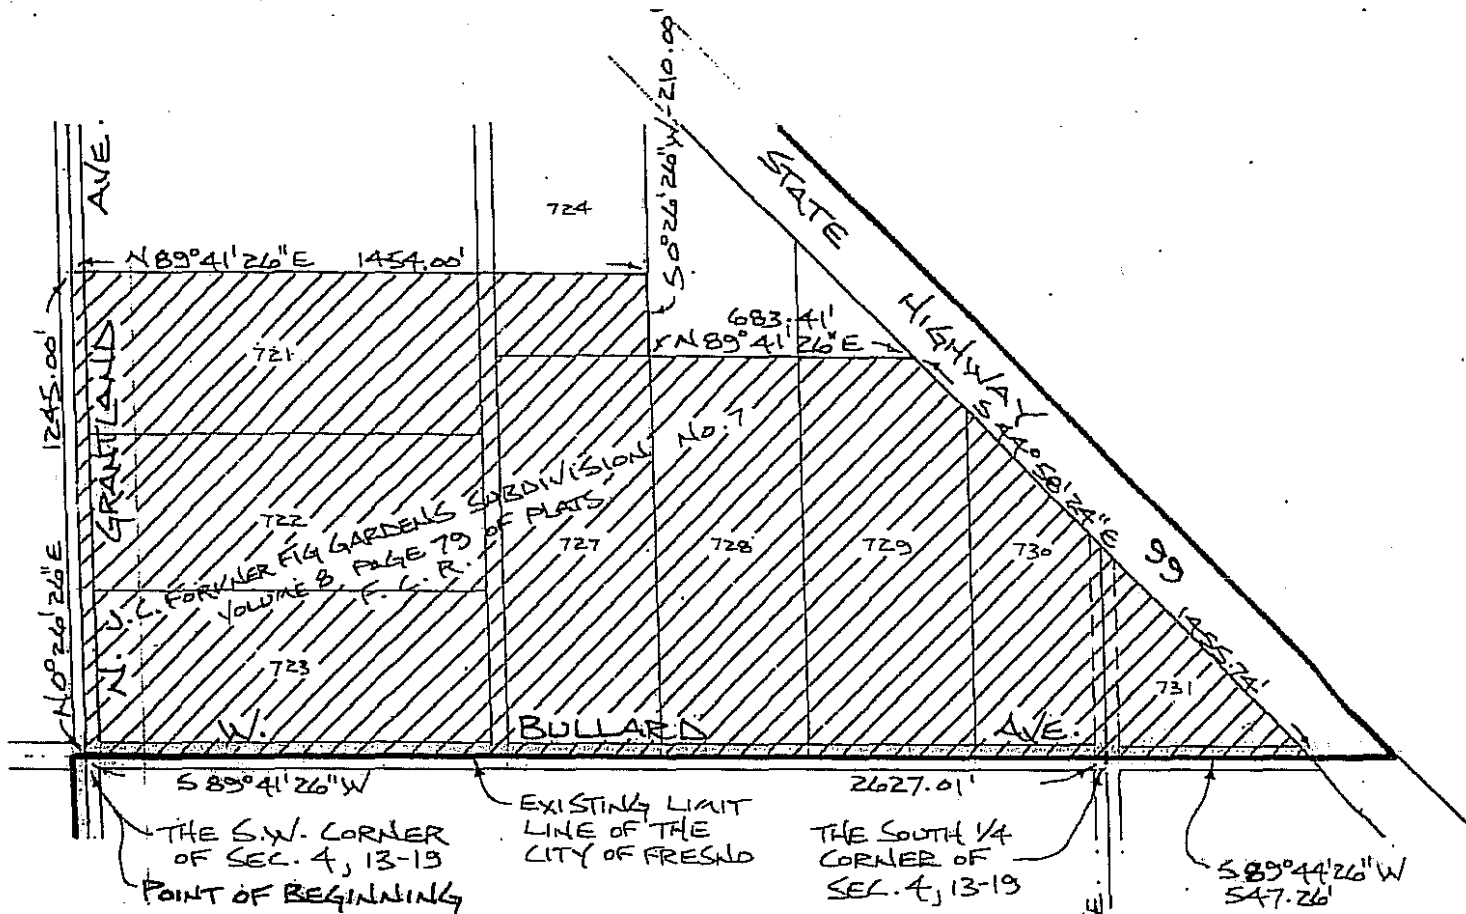 S 0°26'26"W-210.00'
AVE.
STATE
724
N 89°41'26"E 1454.00'
HIGHWAY
683.41'
N 89°41'26"E
1245.00'
N. GRANTLAND
721
S 44°58'24"E
99
1455.74'
J.C. FORKNER FIG GARDENS SUBDIVISION No. 7
VOLUME 8 PAGE 79 OF PLATS
F. C. R.
722
727
728
729
730
N 0°26'26"E
723
731
W. BULLARD AVE.
S 89°41'26"W
2627.01'
EXISTING LIMIT
LINE OF THE
CITY OF FRESNO
THE S.W. CORNER
OF SEC. 4, 13-19
POINT OF BEGINNING
THE SOUTH 1/4
CORNER OF
SEC. 4, 13-19
S 89°44'26"W
547.26'